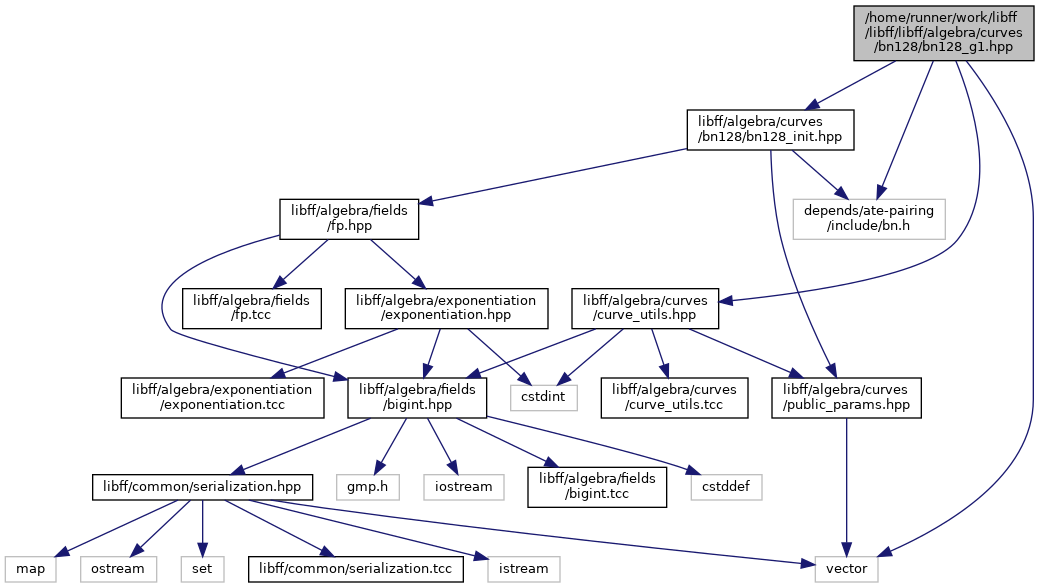 /home/runner/work/libff
/libff/libff/algebra/curves
/bn128/bn128_g1.hpp
libff/algebra/curves
/bn128/bn128_init.hpp
libff/algebra/fields
/fp.hpp
depends/ate-pairing
/include/bn.h
libff/algebra/fields
/fp.tcc
libff/algebra/exponentiation
/exponentiation.hpp
libff/algebra/curves
/curve_utils.hpp
libff/algebra/exponentiation
/exponentiation.tcc
libff/algebra/fields
/bigint.hpp
cstdint
libff/algebra/curves
/curve_utils.tcc
libff/algebra/curves
/public_params.hpp
libff/common/serialization.hpp
gmp.h
iostream
libff/algebra/fields
/bigint.tcc
cstddef
map
ostream
set
libff/common/serialization.tcc
istream
vector